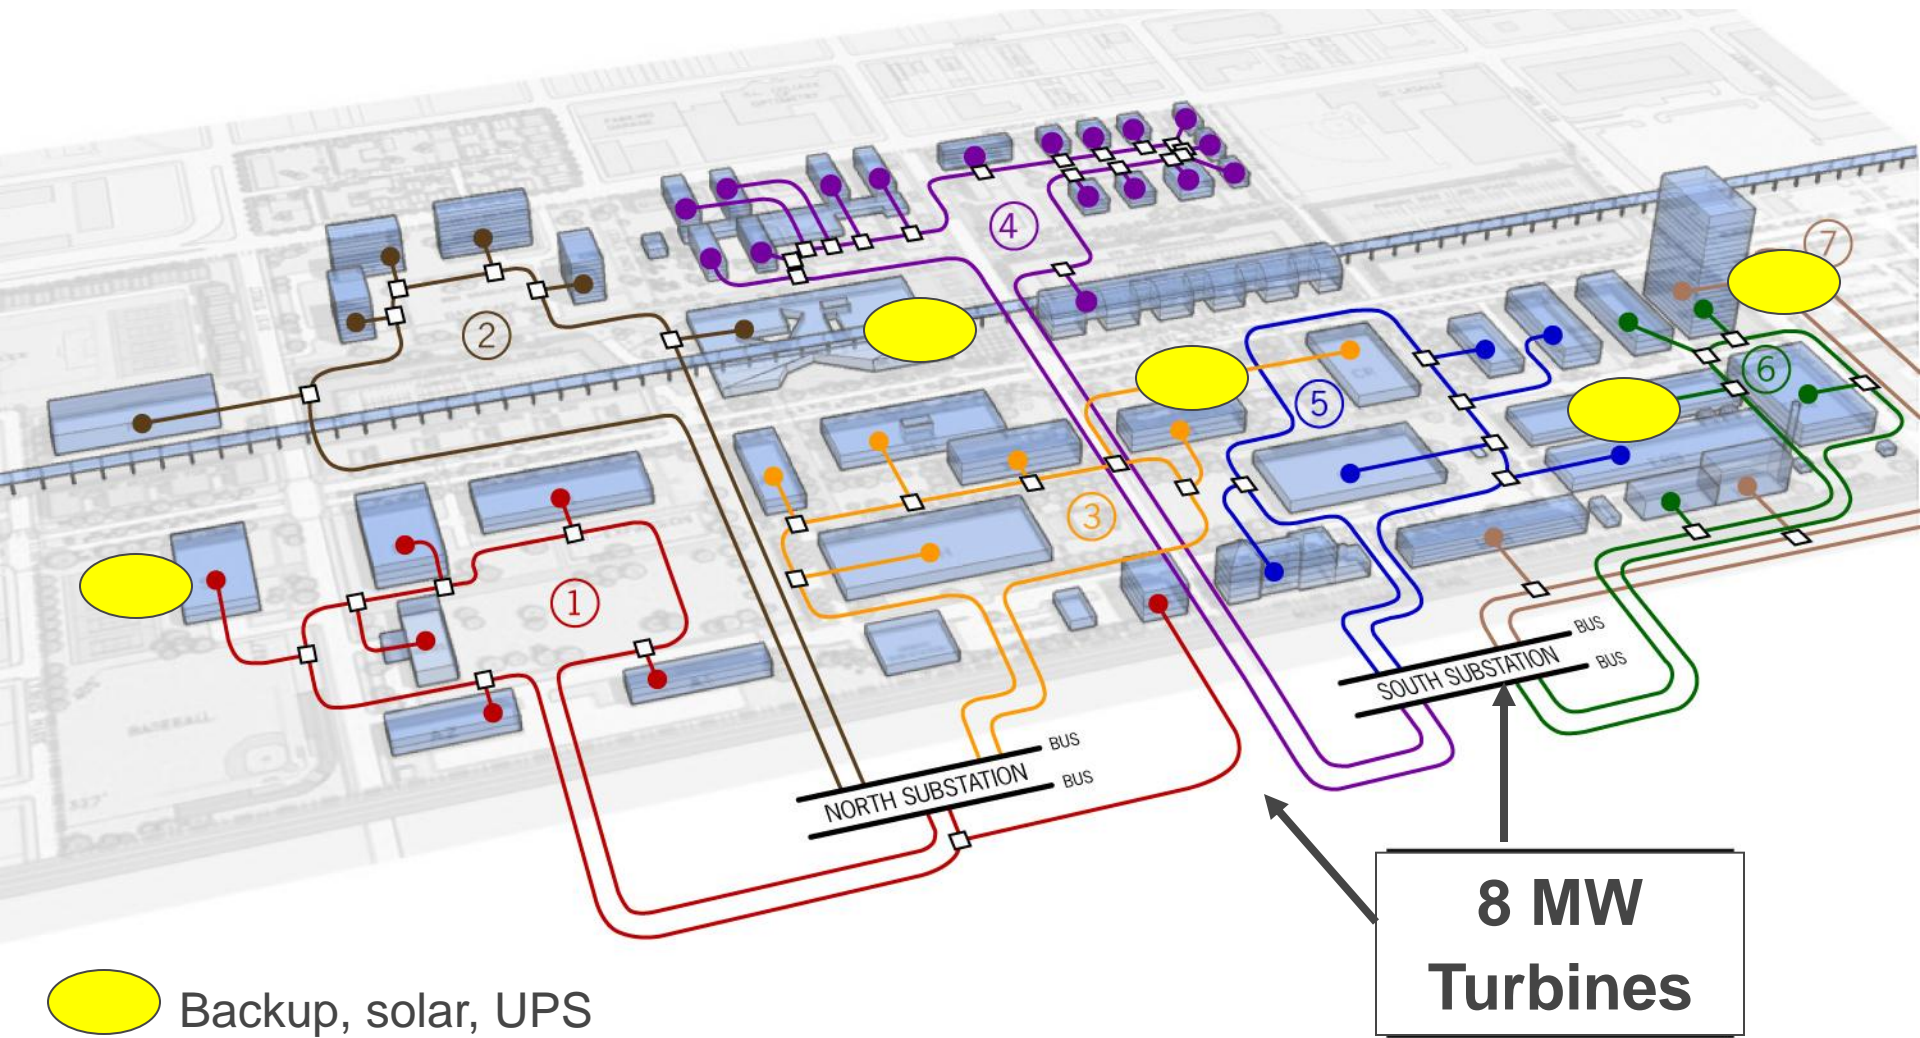 7
4
2
6
5
3
1
BUS
SOUTH SUBSTATION
BUS
BUS
NORTH SUBSTATION
BUS
BASEBALL
8 MW
Turbines
Backup, solar, UPS